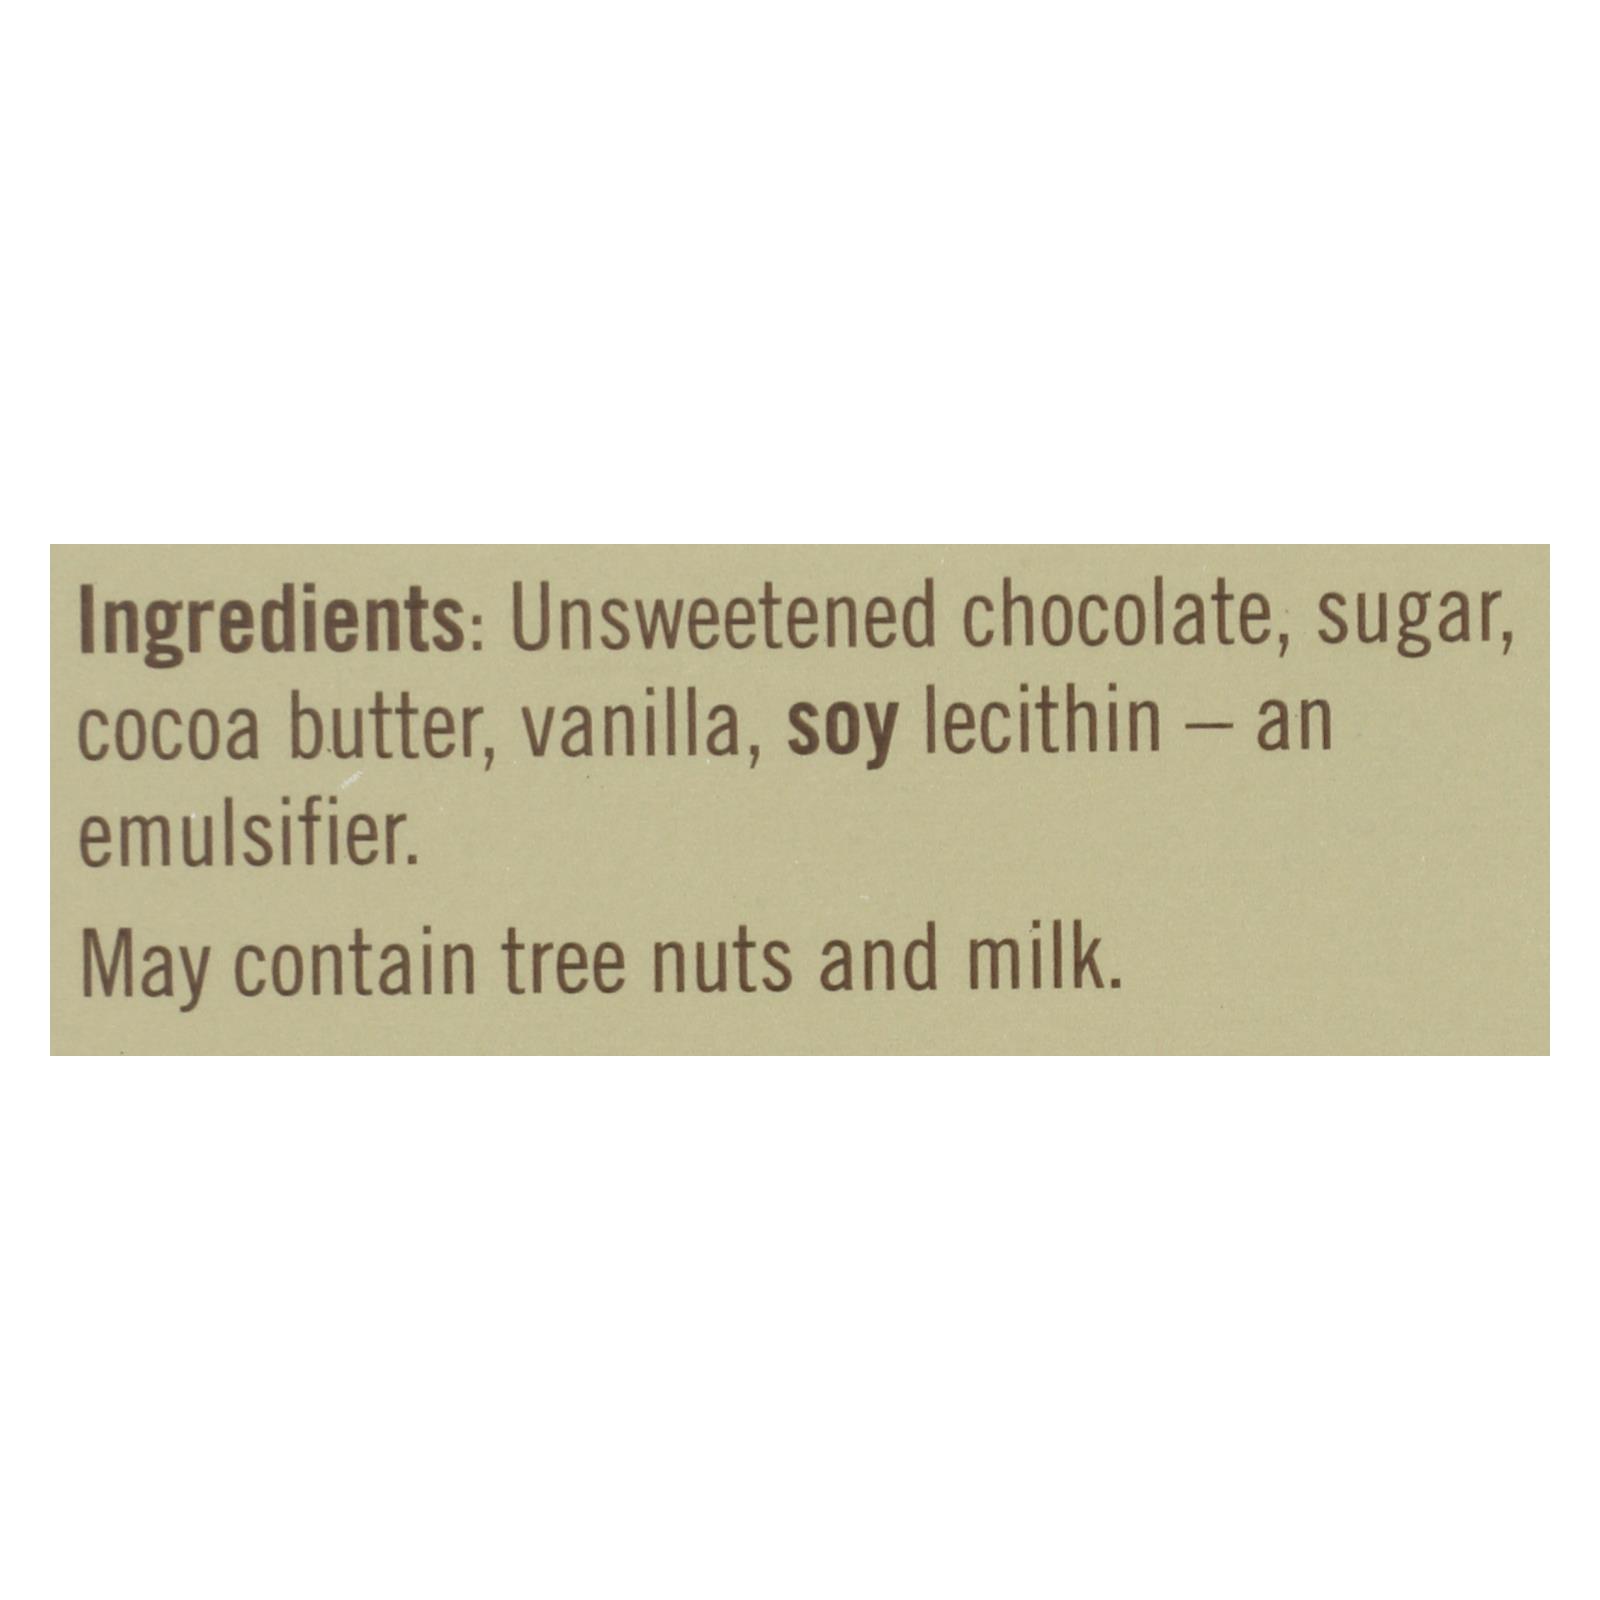 Ingredients: Unsweetened chocolate, sugar,
cocoa butter, vanilla, soy lecithin – an
emulsifier.
May contain tree nuts and milk.